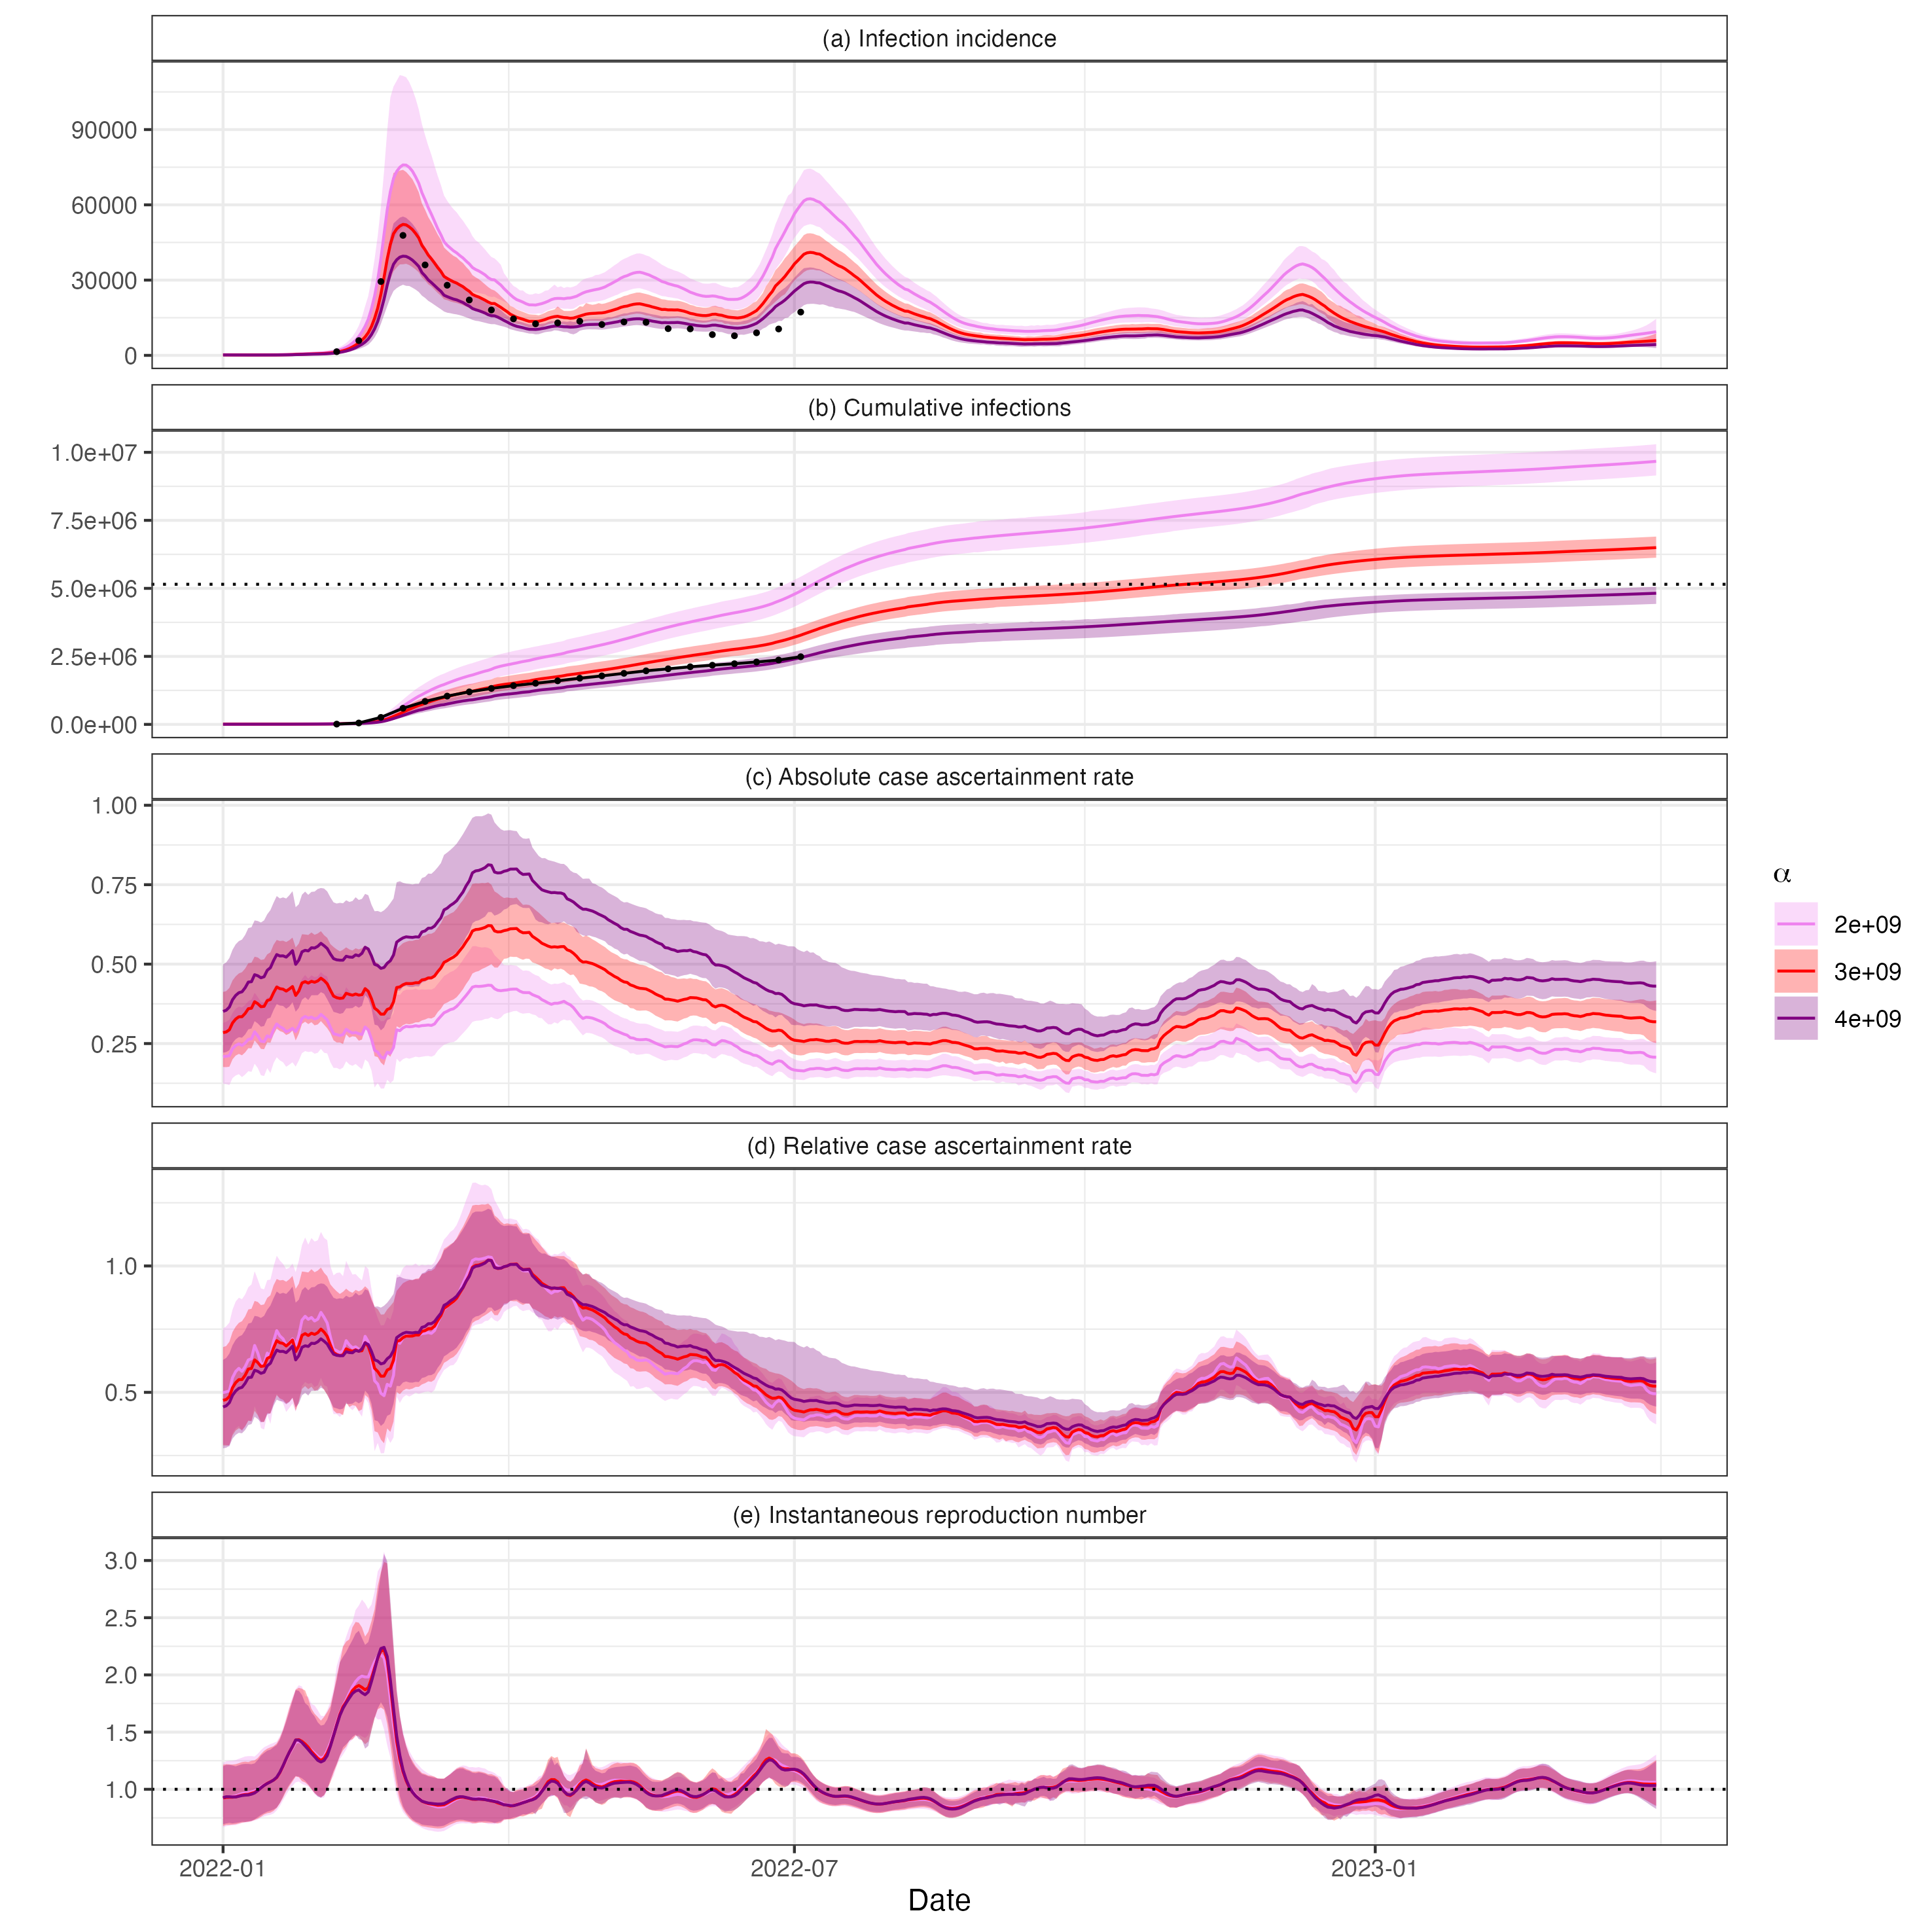 (a) Infection incidence
90000
60000
30000
0
(b) Cumulative infections
1.0e+07
7.5e+06
5.0e+06
2.5e+06
0.0e+00
(c) Absolute case ascertainment rate
1.00
0.75
0.50
0.25
α
2e+09
3e+09
4e+09
(d) Relative case ascertainment rate
1.0
0.5
(e) Instantaneous reproduction number
3.0
2.5
2.0
1.5
1.0
2022-01
2022-07
2023-01
Date